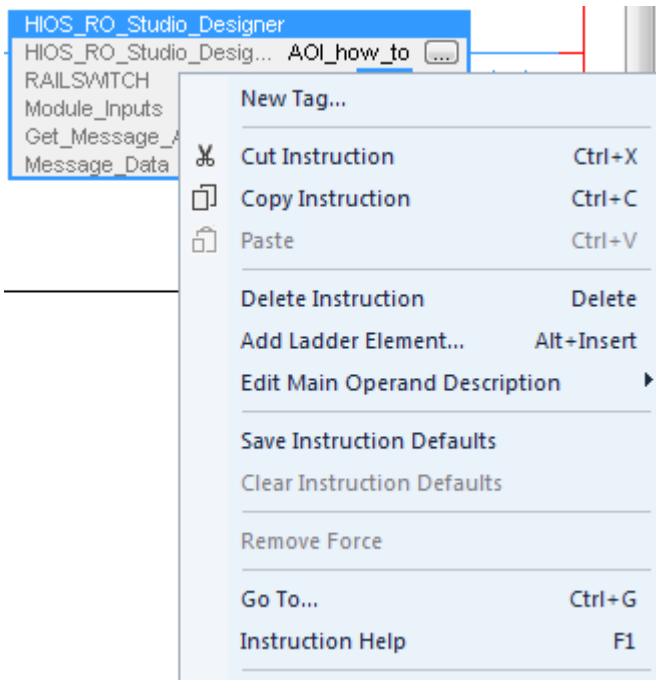 HIOS_RO_Studio_Designer
HIOS_RO_Studio_Desig... AOI_how_to ...
RAILSWITCH
Module_Inputs
Get_Message_
Message_Data
New Tag...
Cut Instruction Ctrl+X
Copy Instruction Ctrl+C
Paste Ctrl+V
Delete Instruction Delete
Add Ladder Element... Alt+Insert
Edit Main Operand Description
Save Instruction Defaults
Clear Instruction Defaults
Remove Force
Go To... Ctrl+G
Instruction Help F1